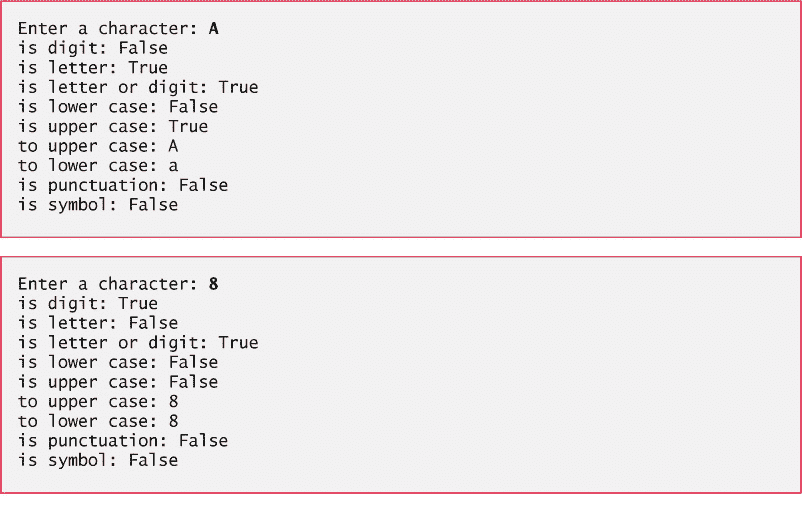 Enter a character: A
is digit: False
is letter: True
is letter or digit: True
is lower case: False
is upper case: True
to upper case: A
to lower case: a
is punctuation: False
is symbol: False
Enter a character: 8
is digit: True
is letter: False
is letter or digit: True
is lower case: False
is upper case: False
to upper case: 8
to lower case: 8
is punctuation: False
is symbol: False